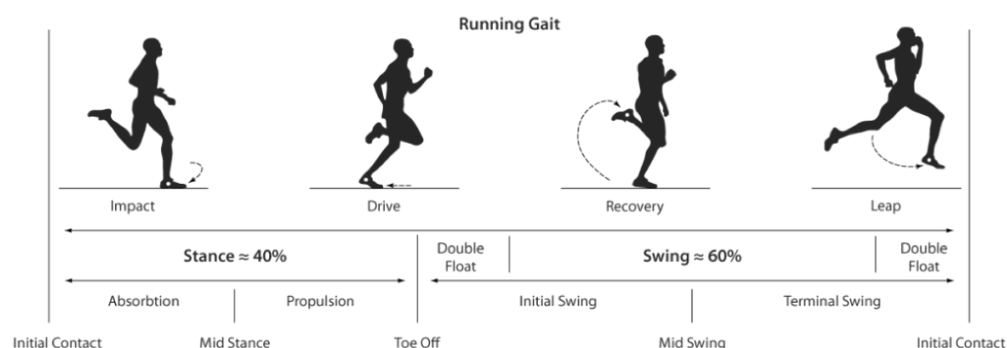 Running Gait
Impact Drive Recovery Leap
Stance ≈ 40% Double Float Swing ≈ 60% Double Float
Absorbtion Propulsion Initial Swing Terminal Swing
Initial Contact Mid Stance Toe Off Mid Swing Initial Contact